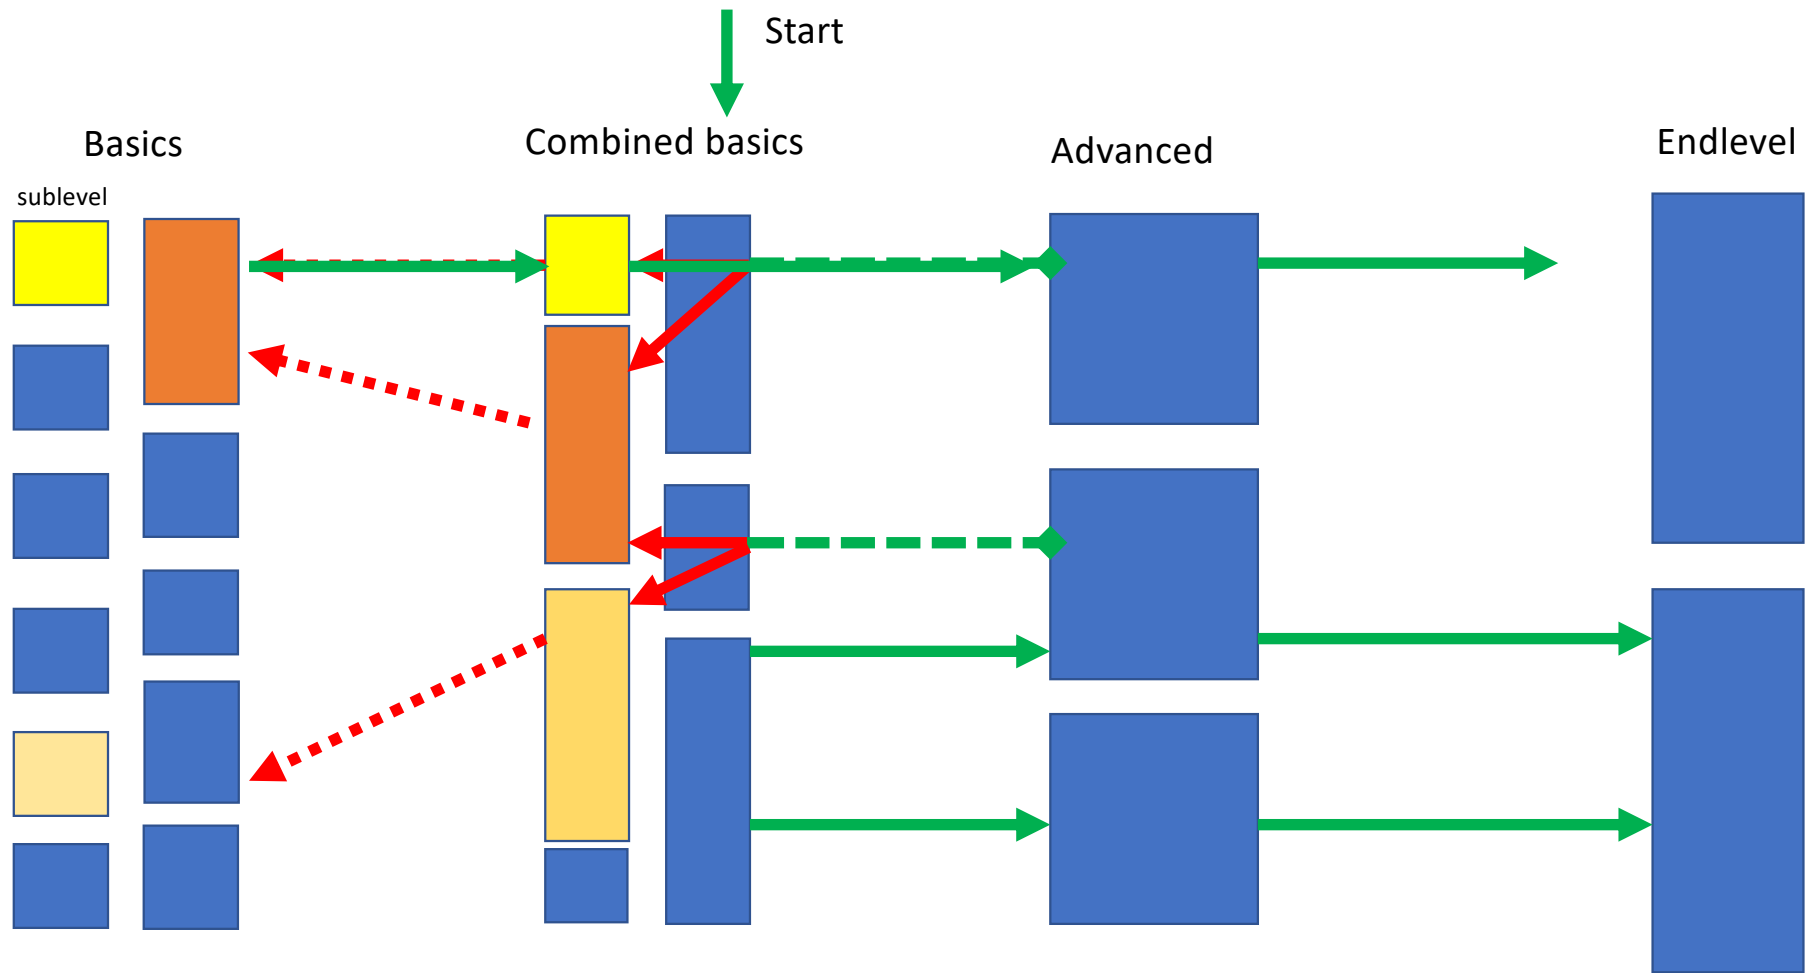 Start
Basics
Combined basics
Advanced
Endlevel
sublevel